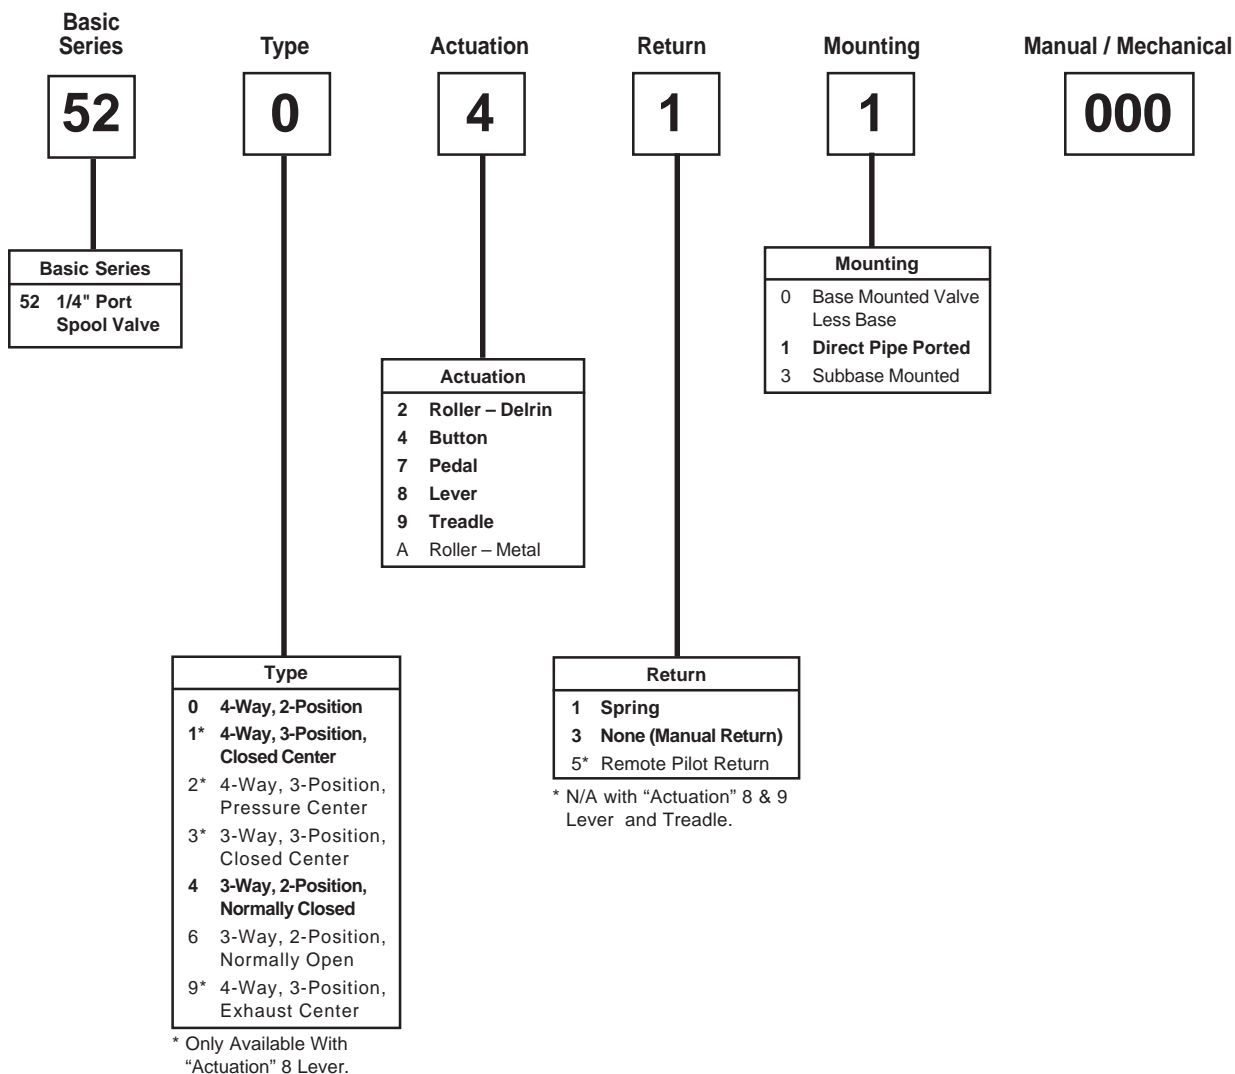 Basic
Series
Type
Actuation
Return
Mounting
Manual / Mechanical
52
0
4
1
1
000
Basic Series
52 1/4" Port
Spool Valve
Mounting
0 Base Mounted Valve
Less Base
1 Direct Pipe Ported
3 Subbase Mounted
Actuation
2 Roller – Delrin
4 Button
7 Pedal
8 Lever
9 Treadle
A Roller – Metal
Type
0 4-Way, 2-Position
1* 4-Way, 3-Position,
Closed Center
2* 4-Way, 3-Position,
Pressure Center
3* 3-Way, 3-Position,
Closed Center
4 3-Way, 2-Position,
Normally Closed
6 3-Way, 2-Position,
Normally Open
9* 4-Way, 3-Position,
Exhaust Center
* Only Available With
“Actuation” 8 Lever.
Return
1 Spring
3 None (Manual Return)
5* Remote Pilot Return
* N/A with “Actuation” 8 & 9
Lever and Treadle.